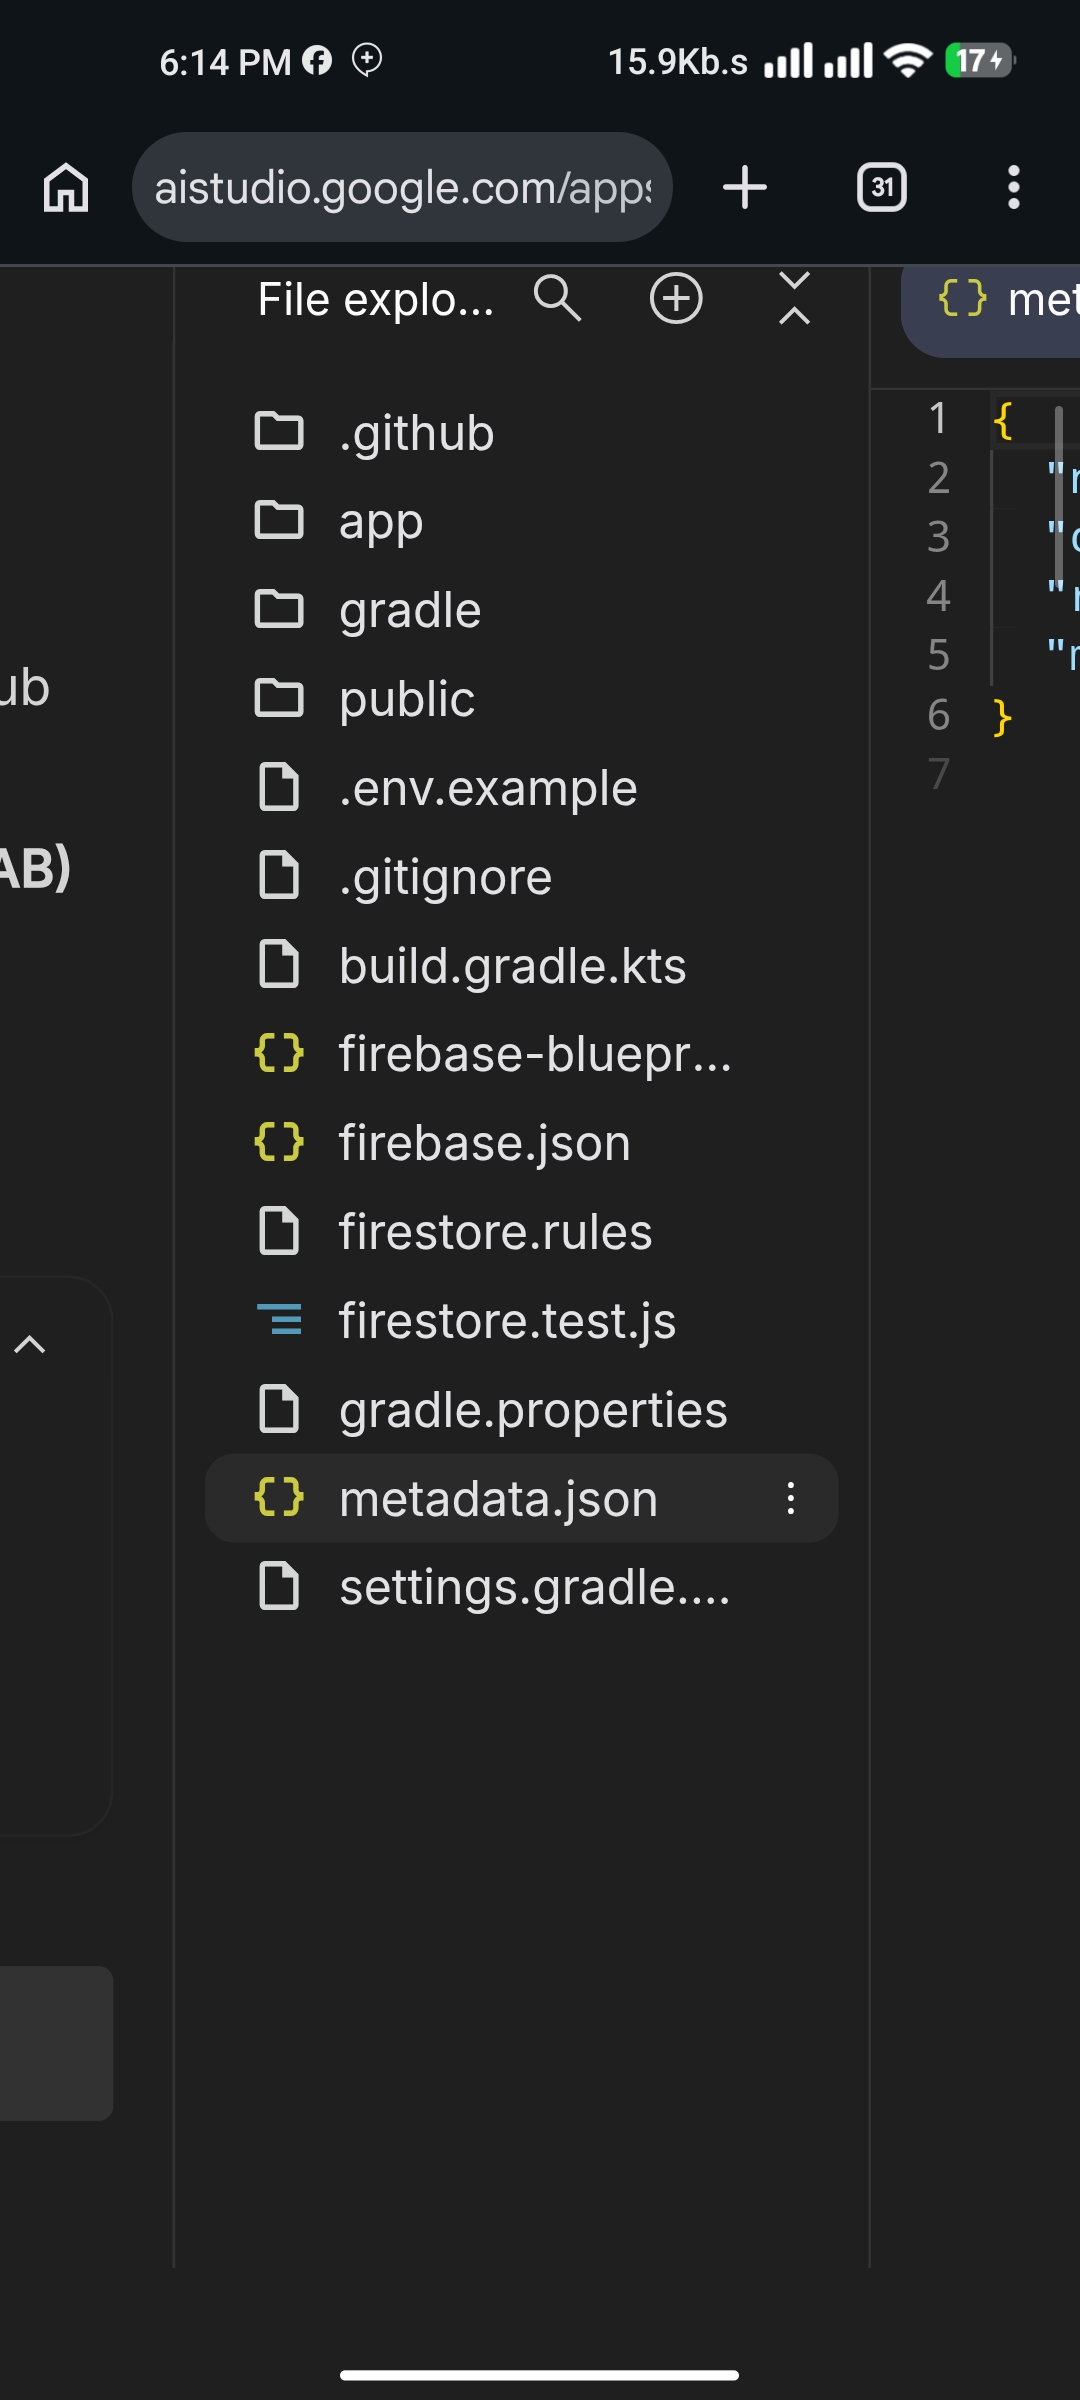 6:14 PM
15.9Kb.s
17
aistudio.google.com/apps
31
File explo...
{} met
.github
app
gradle
public
.env.example
.gitignore
build.gradle.kts
firebase-bluepr...
firebase.json
firestore.rules
firestore.test.js
gradle.properties
metadata.json
settings.gradle....
ub
AB)
1 {
2 "
3 "
4 "
5 "
6 }
7